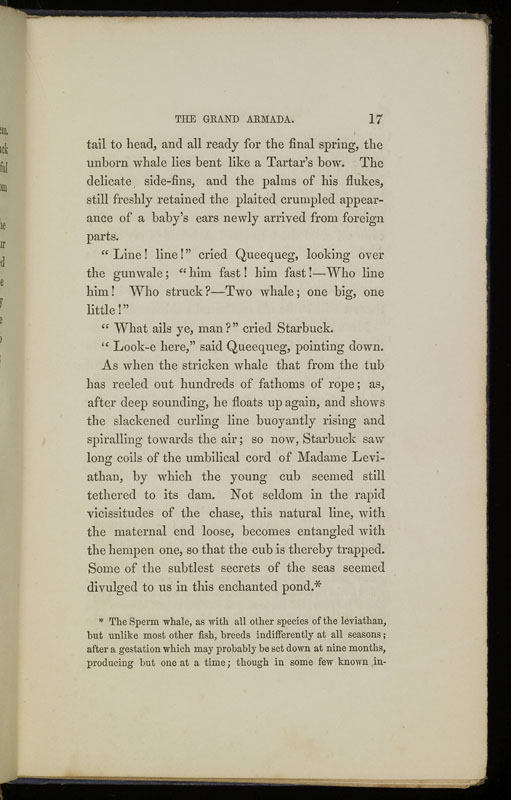 THE GRAND ARMADA. 17
tail to head, and all ready for the final spring, the
unborn whale lies bent like a Tartar's bow. The
delicate side-fins, and the palms of his flukes,
still freshly retained the plaited crumpled appear-
ance of a baby's ears newly arrived from foreign
parts.
“ Line! line!” cried Queequeg, looking over
the gunwale; “him fast! him fast!—Who line
him! Who struck?—Two whale; one big, one
little!”
“ What ails ye, man?” cried Starbuck.
“ Look-e here,” said Queequeg, pointing down.
As when the stricken whale that from the tub
has reeled out hundreds of fathoms of rope; as,
after deep sounding, he floats up again, and shows
the slackened curling line buoyantly rising and
spiralling towards the air; so now, Starbuck saw
long coils of the umbilical cord of Madame Levi-
athan, by which the young cub seemed still
tethered to its dam. Not seldom in the rapid
vicissitudes of the chase, this natural line, with
the maternal end loose, becomes entangled with
the hempen one, so that the cub is thereby trapped.
Some of the subtlest secrets of the seas seemed
divulged to us in this enchanted pond.*
* The Sperm whale, as with all other species of the leviathan,
but unlike most other fish, breeds indifferently at all seasons;
after a gestation which may probably be set down at nine months,
producing but one at a time; though in some few known in-